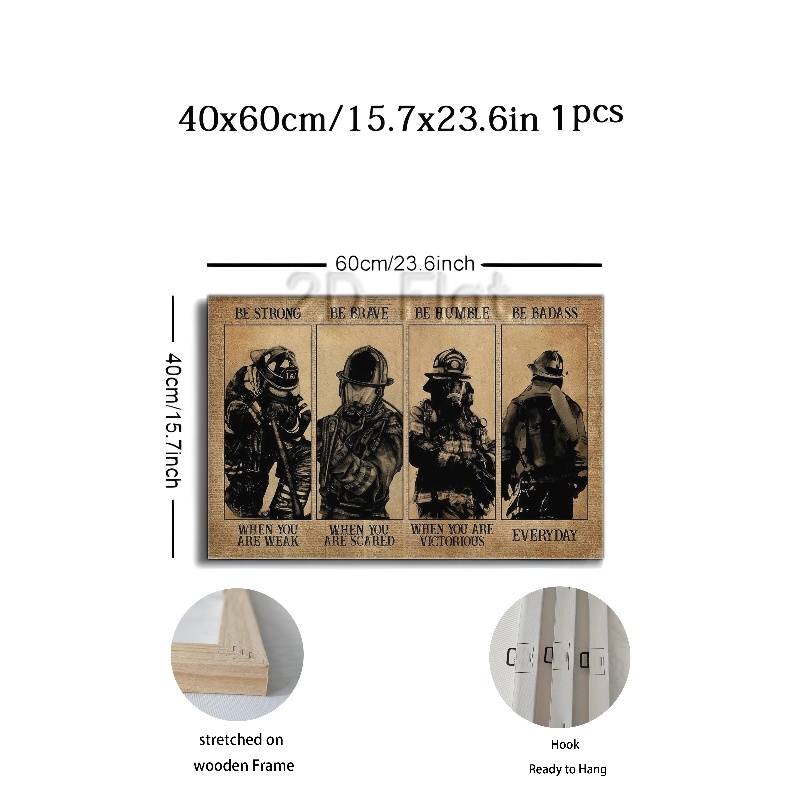 40x60cm/15.7x23.6in 1pcs
60cm/23.6inch
2D Flat
40cm/15.7inch
BE STRONG
BE BRAVE
BE HUMBLE
BE BADASS
WHEN YOU
ARE WEAK
WHEN YOU
ARE SCARED
WHEN YOU ARE
VICTORIOUS
EVERYDAY
stretched on
wooden Frame
Hook
Ready to Hang